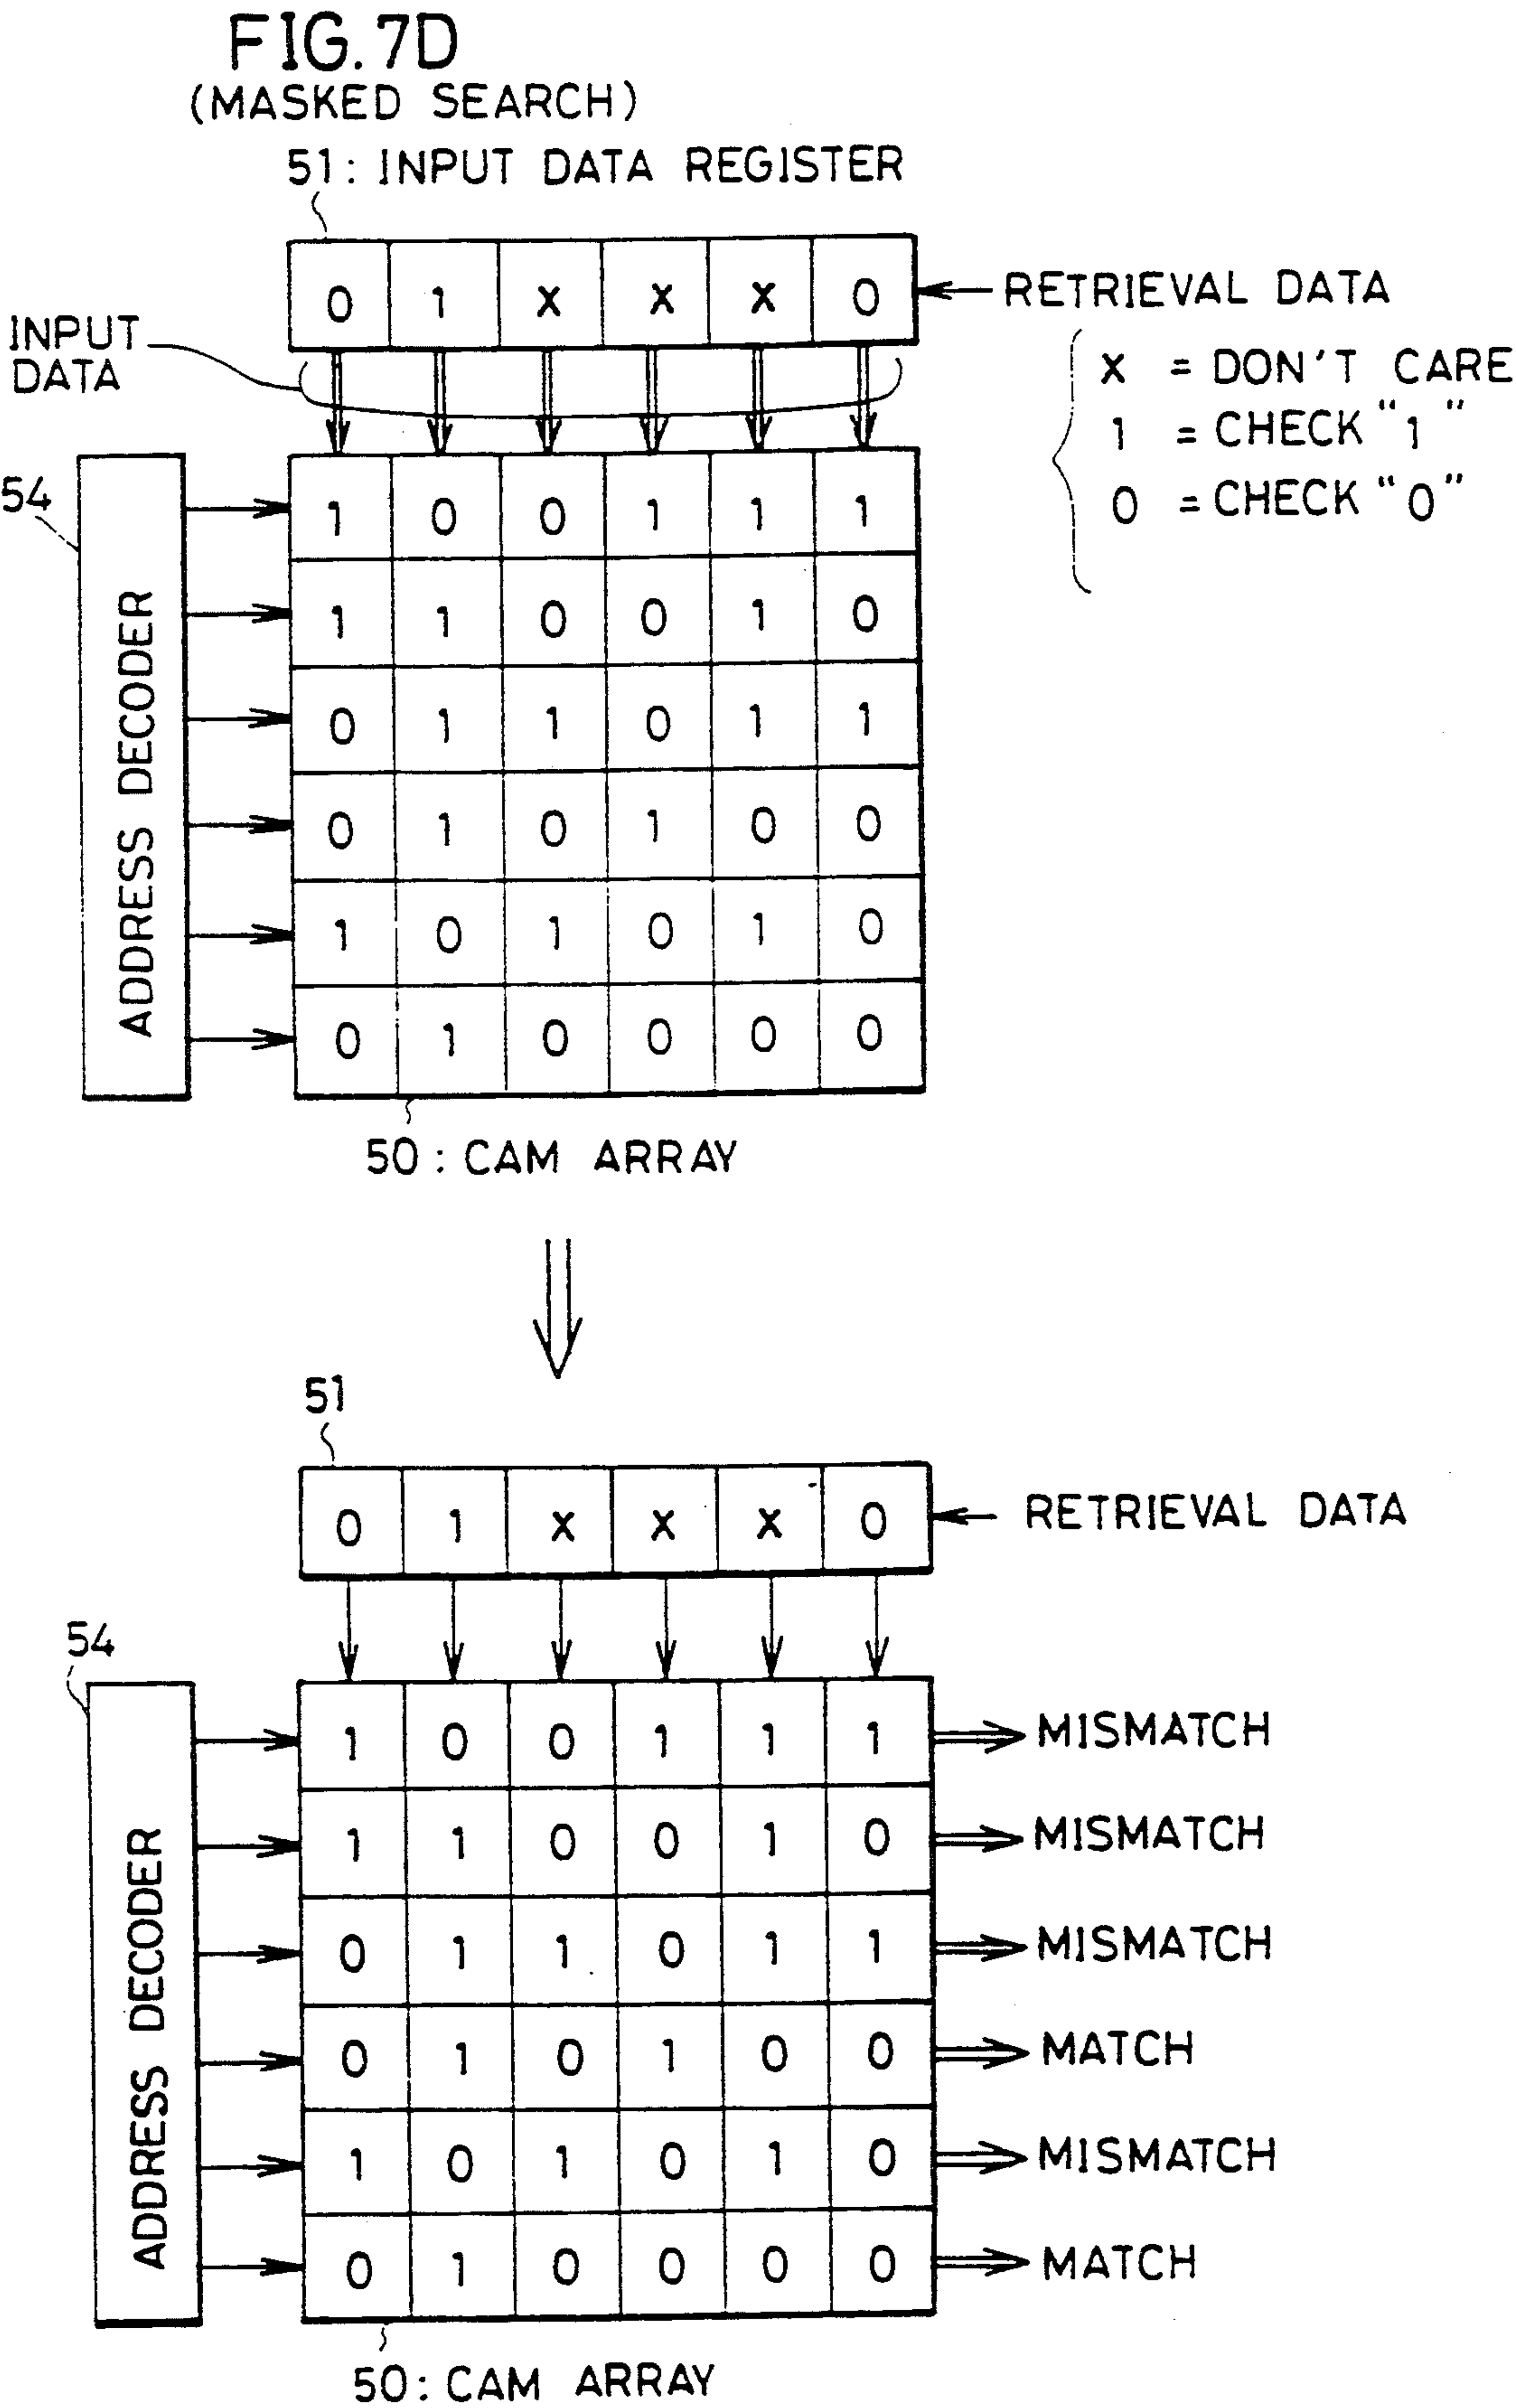 FIG. 7D
(MASKED SEARCH)
51: INPUT DATA REGISTER
0 1 x x x 0
RETRIEVAL DATA
INPUT
DATA
x = DON'T CARE
1 = CHECK "1"
0 = CHECK "0"
54
ADDRESS DECODER
1 0 0 1 1 1
1 1 0 0 1 0
0 1 1 0 1 1
0 1 0 1 0 0
1 0 1 0 1 0
0 1 0 0 0 0
50: CAM ARRAY
51
0 1 x x x 0
RETRIEVAL DATA
54
ADDRESS DECODER
1 0 0 1 1 1 MISMATCH
1 1 0 0 1 0 MISMATCH
0 1 1 0 1 1 MISMATCH
0 1 0 1 0 0 MATCH
1 0 1 0 1 0 MISMATCH
0 1 0 0 0 0 MATCH
50: CAM ARRAY